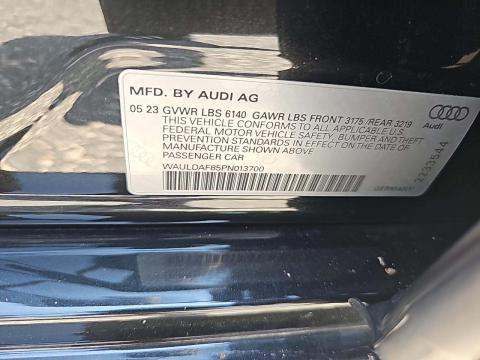 MFD. BY AUDI AG
05 23 GVWR LBS 6140 GAWR LBS FRONT 3175 /REAR 3219
THIS VEHICLE CONFORMS TO ALL APPLICABLE
FEDERAL MOTOR VEHICLE SAFETY, BUMPER AND THEFT
PREVENTION STANDARDS IN EFFECT ON THE DATE OF
MANUFACTURE SHOWN ABOVE
PASSENGER CAR
WAULDAF85PN013700
Audi